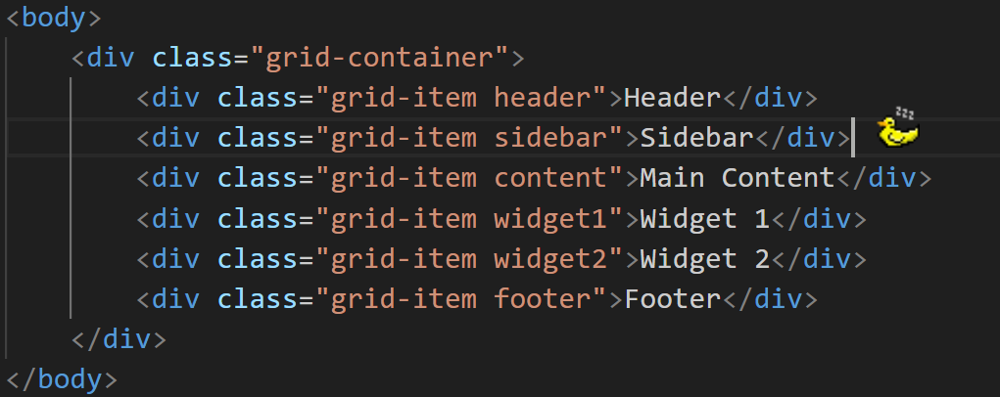 <body>
    <div class="grid-container">
        <div class="grid-item header">Header</div>
        <div class="grid-item sidebar">Sidebar</div>
        <div class="grid-item content">Main Content</div>
        <div class="grid-item widget1">Widget 1</div>
        <div class="grid-item widget2">Widget 2</div>
        <div class="grid-item footer">Footer</div>
    </div>
</body>
zzz